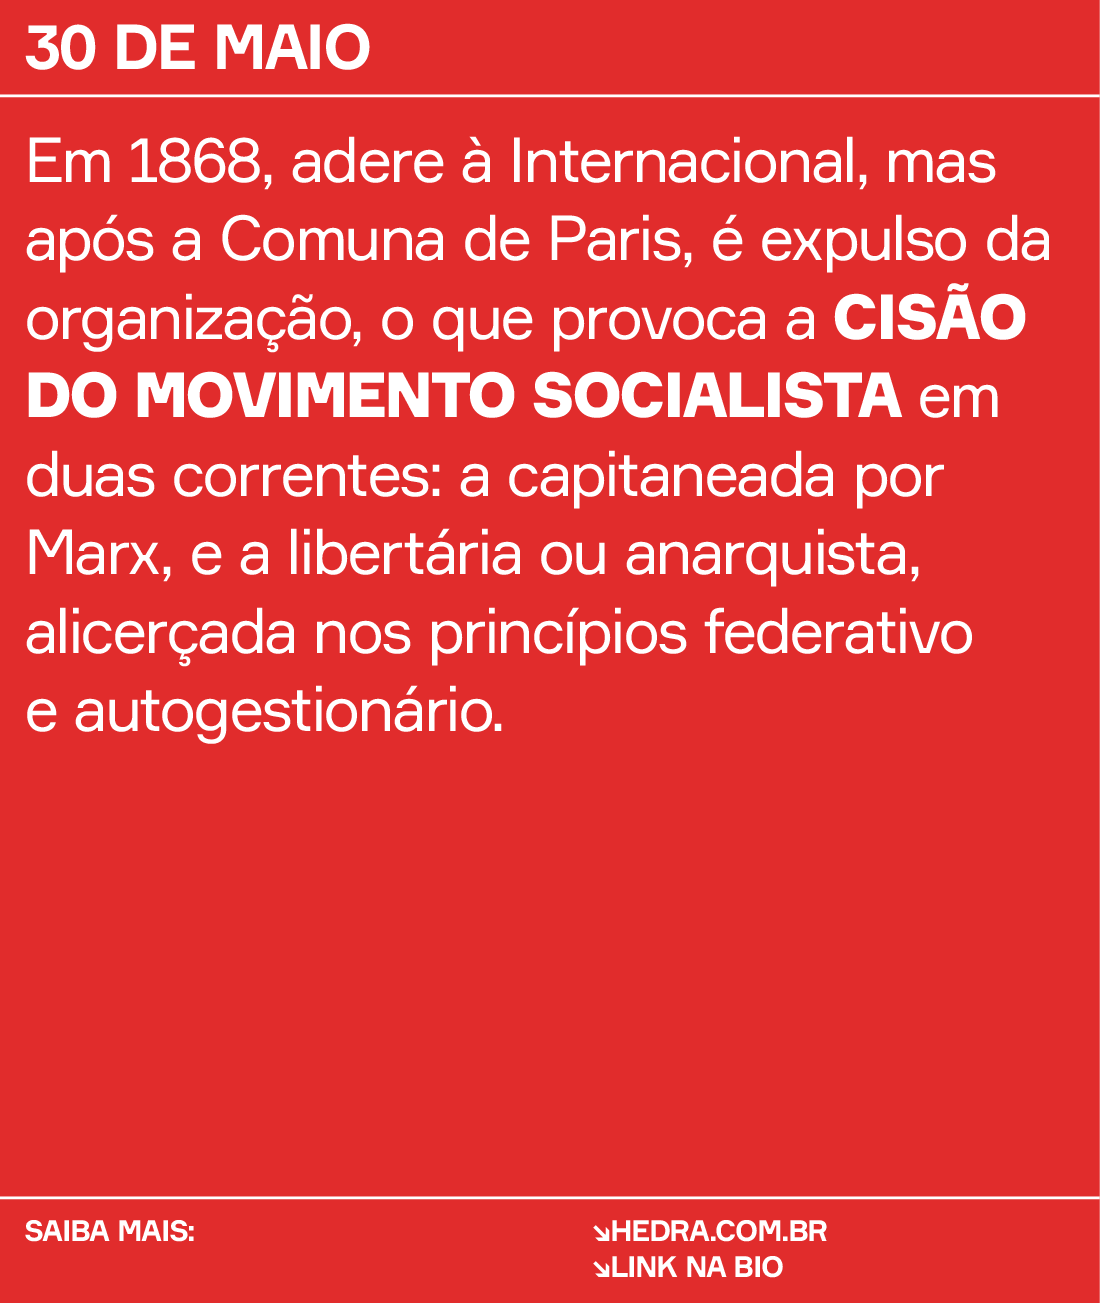 30 DE MAIO
Em 1868, adere à Internacional, mas
após a Comuna de Paris, é expulso da
organização, o que provoca a CISÃO
DO MOVIMENTO SOCIALISTA em
duas correntes: a capitaneada por
Marx, e a libertária ou anarquista,
alicerçada nos princípios federativo
e autogestionário.
SAIBA MAIS:
↘HEDRA.COM.BR
↘LINK NA BIO